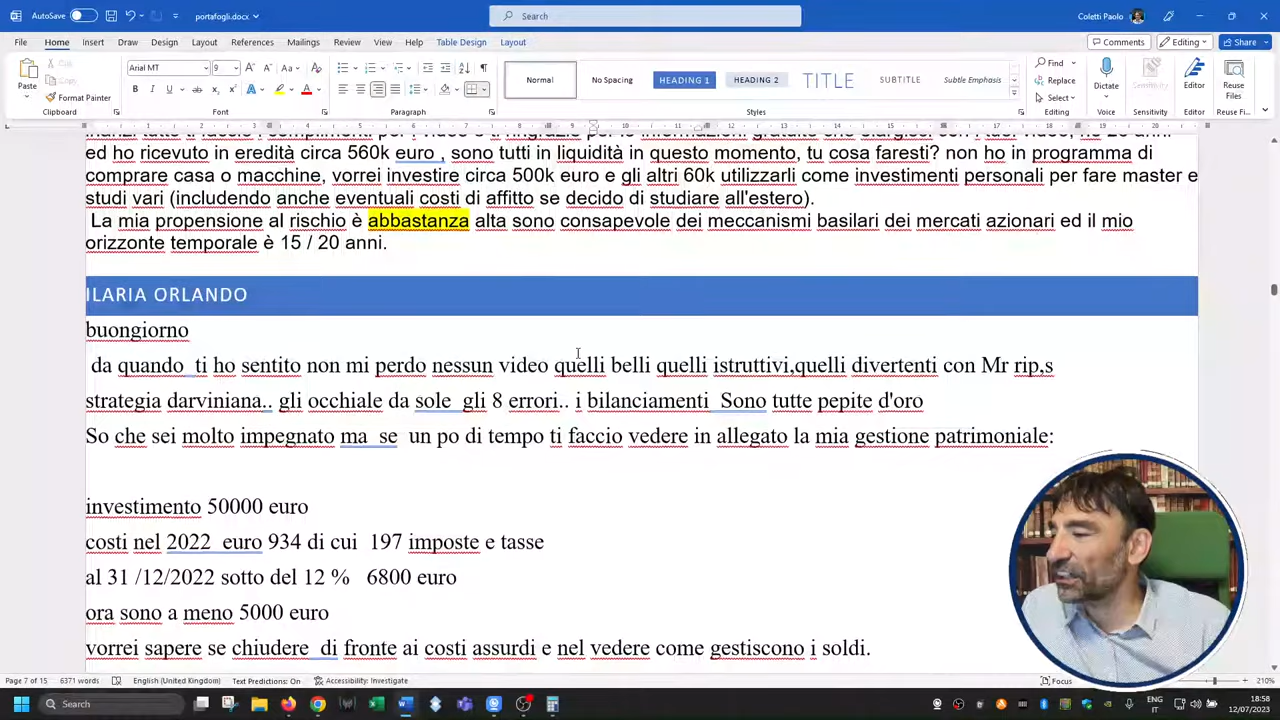 AutoSave
Off
portafogli.docx
Search
Coletti Paolo
File
Home
Insert
Draw
Design
Layout
References
Mailings
Review
View
Help
Table Design
Layout
Comments
Editing
Share
Paste
Cut
Copy
Format Painter
Clipboard
Arial MT
9
Font
Paragraph
Normal
No Spacing
HEADING 1
HEADING 2
TITLE
SUBTITLE
Subtle Emphasis
Styles
Find
Replace
Select
Editing
Dictate
Voice
Sensitivity
Sensitivity
Editor
Editor
Reuse Files
Reuse Fi...
ed ho ricevuto in eredità circa 560k euro , sono tutti in liquidità in questo momento, tu cosa faresti? non ho in programma di
comprare casa o macchine, vorrei investire circa 500k euro e gli altri 60k utilizzarli come investimenti personali per fare master e
studi vari (includendo anche eventuali costi di affitto se decido di studiare all'estero).
La mia propensione al rischio è abbastanza alta sono consapevole dei meccanismi basilari dei mercati azionari ed il mio
orizzonte temporale è 15 / 20 anni.
ILARIA ORLANDO
buongiorno
da quando ti ho sentito non mi perdo nessun video quelli belli quelli istruttivi,quelli divertenti con Mr rip,s
strategia darviniana.. gli occhiale da sole gli 8 errori.. i bilanciamenti Sono tutte pepite d'oro
So che sei molto impegnato ma se un po di tempo ti faccio vedere in allegato la mia gestione patrimoniale:
investimento 50000 euro
costi nel 2022 euro 934 di cui 197 imposte e tasse
al 31 /12/2022 sotto del 12 % 6800 euro
ora sono a meno 5000 euro
vorrei sapere se chiudere di fronte ai costi assurdi e nel vedere come gestiscono i soldi.
Page 7 of 15
6371 words
English (United Kingdom)
Text Predictions: On
Accessibility: Investigate
Focus
210%
Search
ENG
IT
18:58
12/07/2023